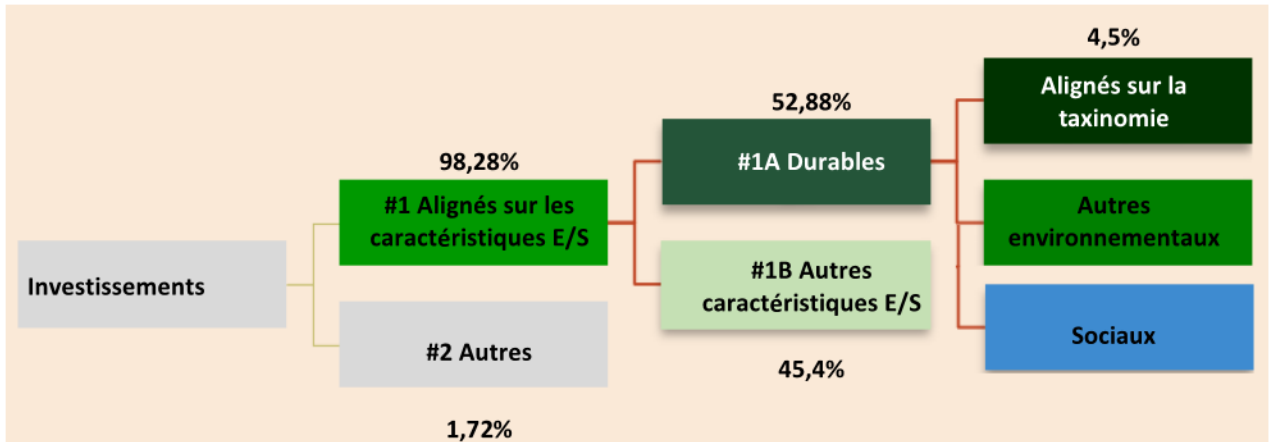 4,5%
Alignés sur la
taxinomie
52,88%
#1A Durables
98,28%
#1 Alignés sur les
caractéristiques E/S
Autres
environnementaux
Investissements
#1B Autres
caractéristiques E/S
#2 Autres
Sociaux
45,4%
1,72%